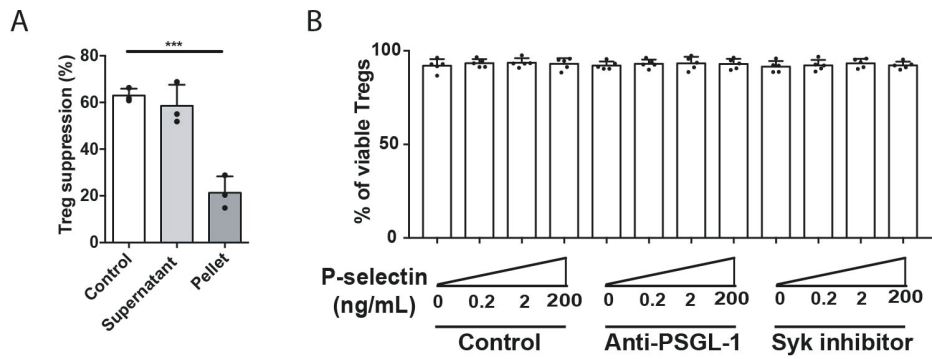 A
Treg suppression (%)
80
60
40
20
0
***
Control
Supernatant
Pellet
B
% of viable Tregs
100
50
0
P-selectin
(ng/mL)
0 0.2 2 200 0 0.2 2 200 0 0.2 2 200
Control Anti-PSGL-1 Syk inhibitor